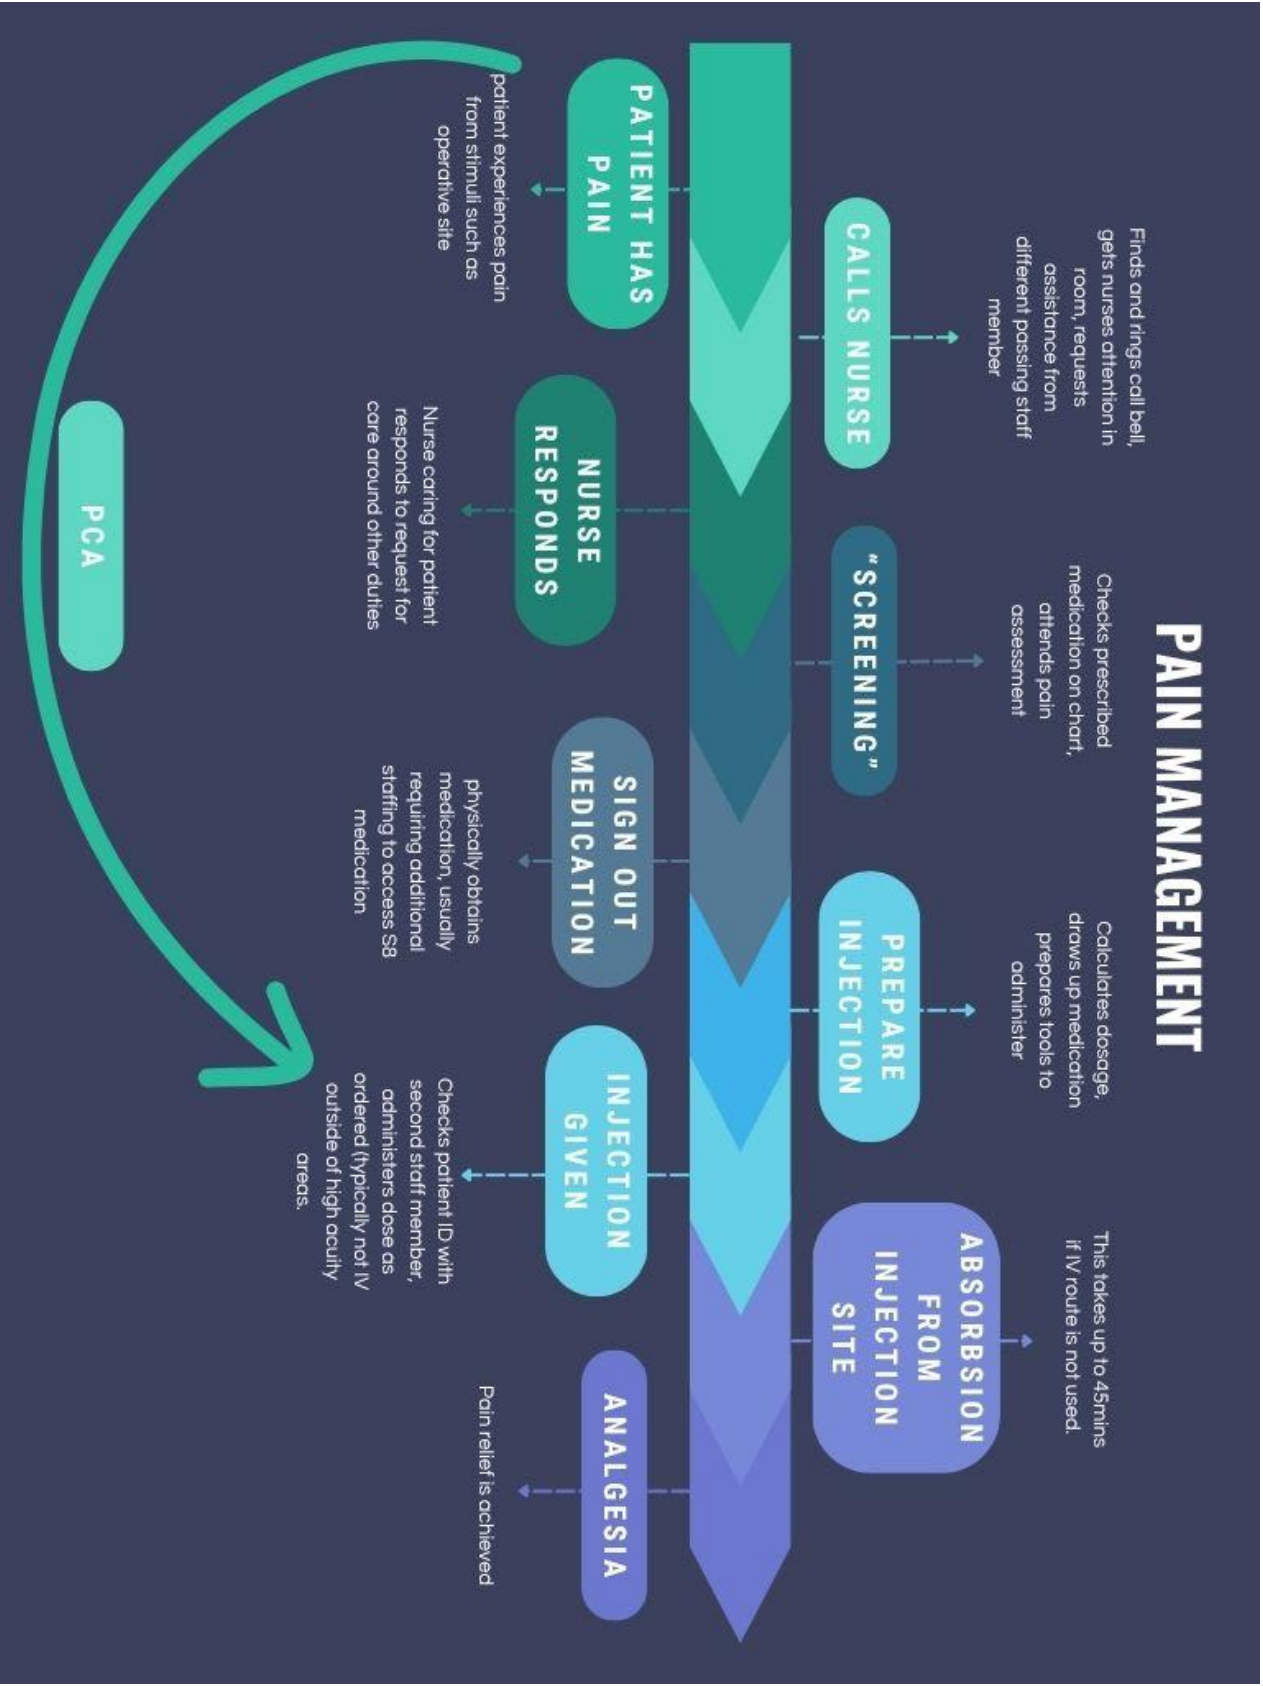 PAIN MANAGEMENT
Finds and rings call bell,
gets nurses attention in
room, requests
assistance from
different passing staff
member
CALLS NURSE
Checks prescribed
medication on chart,
attends pain
assessment
"SCREENING"
Calculates dosage,
draws up medication
prepares tools to
administer
PREPARE
INJECTION
This takes up to 45mins
if IV route is not used.
ABSORBSION
FROM
INJECTION
SITE
PATIENT HAS
PAIN
patient experiences pain
from stimuli such as
operative site
NURSE
RESPONDS
Nurse caring for patient
responds to request for
care around other duties
SIGN OUT
MEDICATION
physically obtains
medication, usually
requiring additional
staffing to access S8
medication
INJECTION
GIVEN
Checks patient ID with
second staff member,
administers dose as
ordered (typically not IV
outside of high acuity
areas.
ANALGESIA
Pain relief is achieved
PCA